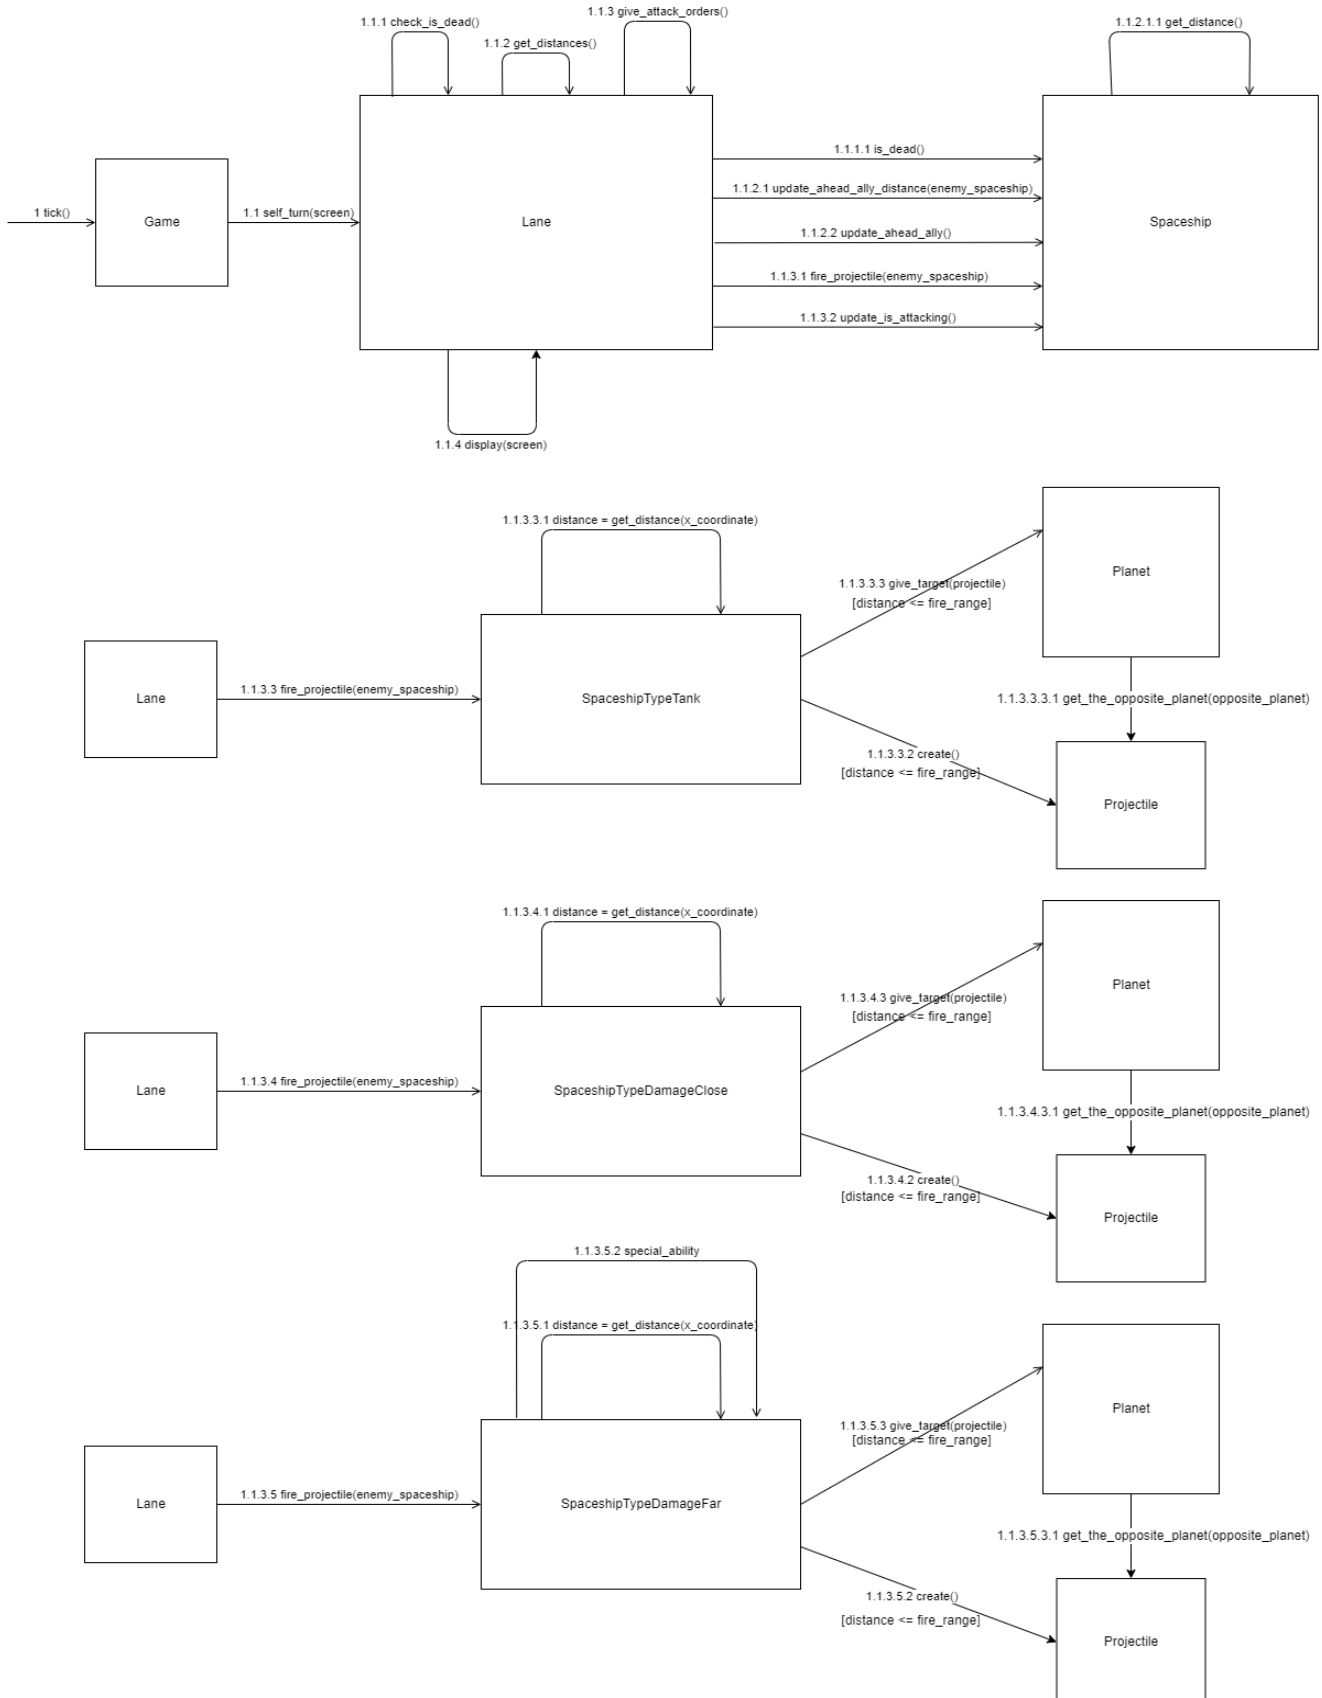 1.1.3 give_attack_orders()
1.1.1 check_is_dead()
1.1.2.1.1 get_distance()
1.1.2 get_distances()
1.1.1.1 is_dead()
1.1.2.1 update_ahead_ally_distance(enemy_spaceship)
1 tick()
Game
1.1 self_turn(screen)
Lane
Spaceship
1.1.2.2 update_ahead_ally()
1.1.3.1 fire_projectile(enemy_spaceship)
1.1.3.2 update_is_attacking()
1.1.4 display(screen)
1.1.3.3.1 distance = get_distance(x_coordinate)
Planet
1.1.3.3.3 give_target(projectile)
[distance <= fire_range]
Lane
1.1.3.3 fire_projectile(enemy_spaceship)
SpaceshipTypeTank
1.1.3.3.3.1 get_the_opposite_planet(opposite_planet)
1.1.3.3.2 create()
[distance <= fire_range]
Projectile
1.1.3.4.1 distance = get_distance(x_coordinate)
Planet
1.1.3.4.3 give_target(projectile)
[distance <= fire_range]
Lane
1.1.3.4 fire_projectile(enemy_spaceship)
SpaceshipTypeDamageClose
1.1.3.4.3.1 get_the_opposite_planet(opposite_planet)
1.1.3.4.2 create()
[distance <= fire_range]
Projectile
1.1.3.5.2 special_ability
1.1.3.5.1 distance = get_distance(x_coordinate)
Planet
1.1.3.5.3 give_target(projectile)
[distance <= fire_range]
Lane
1.1.3.5 fire_projectile(enemy_spaceship)
SpaceshipTypeDamageFar
1.1.3.5.3.1 get_the_opposite_planet(opposite_planet)
1.1.3.5.2 create()
[distance <= fire_range]
Projectile